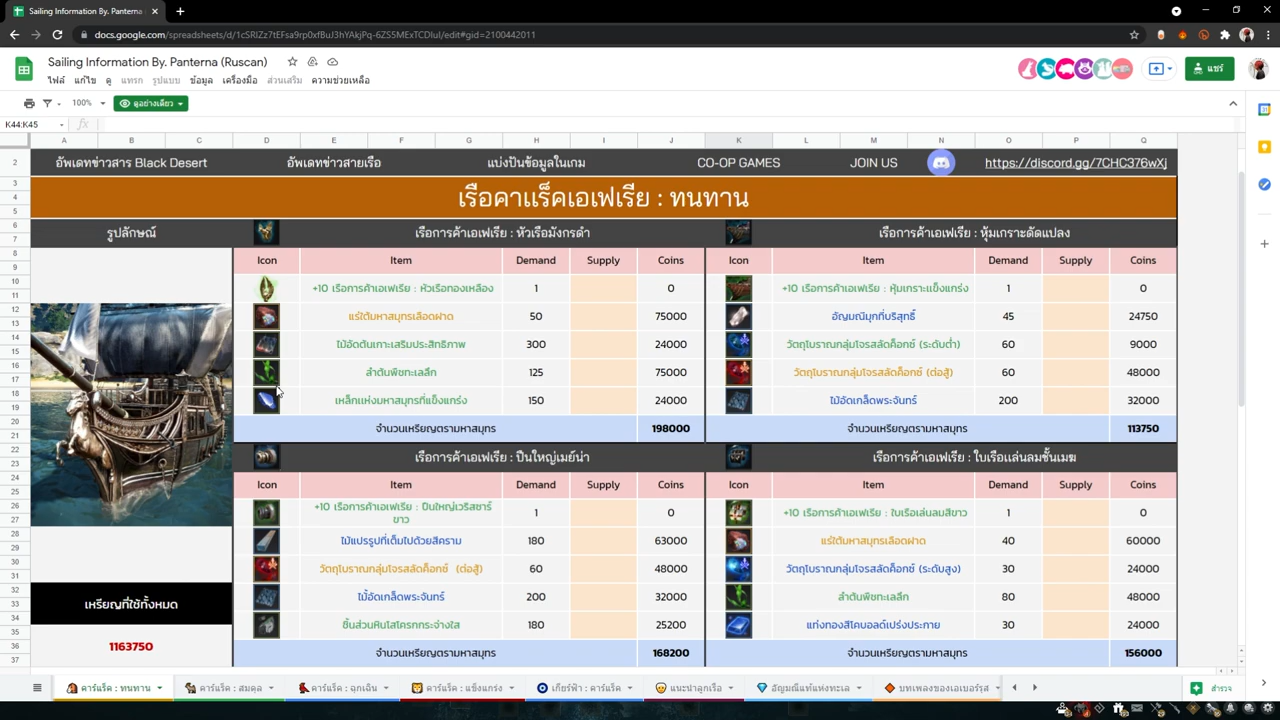 Sailing Information By. Panterna
docs.google.com/spreadsheets/d/1cSRIZz7tEFsa9rp0xfBuJ3hYAkjPq-6ZS5MExTCDIuI/edit#gid=2100442011
Sailing Information By. Panterna (Ruscan)
ไฟล์ แก้ไข ดู แทรก รูปแบบ ข้อมูล เครื่องมือ ส่วนเสริม ความช่วยเหลือ
แชร์
100% ดูอย่างเดียว
K44:K45
A B C D E F G H I J K L M N O P Q
อัพเดทข่าวสาร Black Desert อัพเดทข่าวสายเรือ แบ่งปันข้อมูลในเกม CO-OP GAMES JOIN US https://discord.gg/7CHC376wXj
เรือคาแร็คเอเฟเรีย : ทนทาน
รูปลักษณ์ เรือการค้าเอเฟเรีย : หัวเรือมังกรดำ เรือการค้าเอเฟเรีย : หุ้มเกราะดัดแปลง
Icon Item Demand Supply Coins Icon Item Demand Supply Coins
+10 เรือการค้าเอเฟเรีย : หัวเรือทองเหลือง 1 0 +10 เรือการค้าเอเฟเรีย : หุ้มเกราะแข็งแกร่ง 1 0
แร่ใต้มหาสมุทรเลือดฝาด 50 75000 อัญมณีมุกที่บริสุทธิ์ 45 24750
ไม้อัดต้นเกาะเสริมประสิทธิภาพ 300 24000 วัตถุโบราณกลุ่มโจรสลัดค็อกซ์ (ระดับต่ำ) 60 9000
ลำต้นพืชทะเลลึก 125 75000 วัตถุโบราณกลุ่มโจรสลัดค็อกซ์ (ต่อสู้) 60 48000
เหล็กแห่งมหาสมุทรที่แข็งแกร่ง 150 24000 ไม้อัดเกล็ดพระจันทร์ 200 32000
จำนวนเหรียญตรามหาสมุทร 198000 จำนวนเหรียญตรามหาสมุทร 113750
เรือการค้าเอเฟเรีย : ปืนใหญ่เมย์น่า เรือการค้าเอเฟเรีย : ใบเรือเล่นลมชั้นเมฆ
Icon Item Demand Supply Coins Icon Item Demand Supply Coins
+10 เรือการค้าเอเฟเรีย : ปืนใหญ่เวริสซาร์ขาว 1 0 +10 เรือการค้าเอเฟเรีย : ใบเรือเล่นลมสีขาว 1 0
ไม้แปรรูปที่เต็มไปด้วยสีคราม 180 63000 แร่ใต้มหาสมุทรเลือดฝาด 40 60000
วัตถุโบราณกลุ่มโจรสลัดค็อกซ์ (ต่อสู้) 60 48000 วัตถุโบราณกลุ่มโจรสลัดค็อกซ์ (ระดับสูง) 30 24000
เหรียญที่ใช้ทั้งหมด ไม้อัดเกล็ดพระจันทร์ 200 32000 ลำต้นพืชทะเลลึก 80 48000
ชิ้นส่วนหินโสโครกกระจ่างใส 180 25200 แท่งทองสีโคบอลต์เปร่งประกาย 30 24000
1163750 จำนวนเหรียญตรามหาสมุทร 168200 จำนวนเหรียญตรามหาสมุทร 156000
คาร์แร็ค : ทนทาน คาร์แร็ค : สมดุล คาร์แร็ค : ฉุกเฉิน คาร์แร็ค : แข็งแกร่ง เกียร์ฟ้า : คาร์แร็ค แนะนำลูกเรือ อัญมณีแท้แห่งทะเล บทเพลงของเอเบอร์รุส สำรวจ